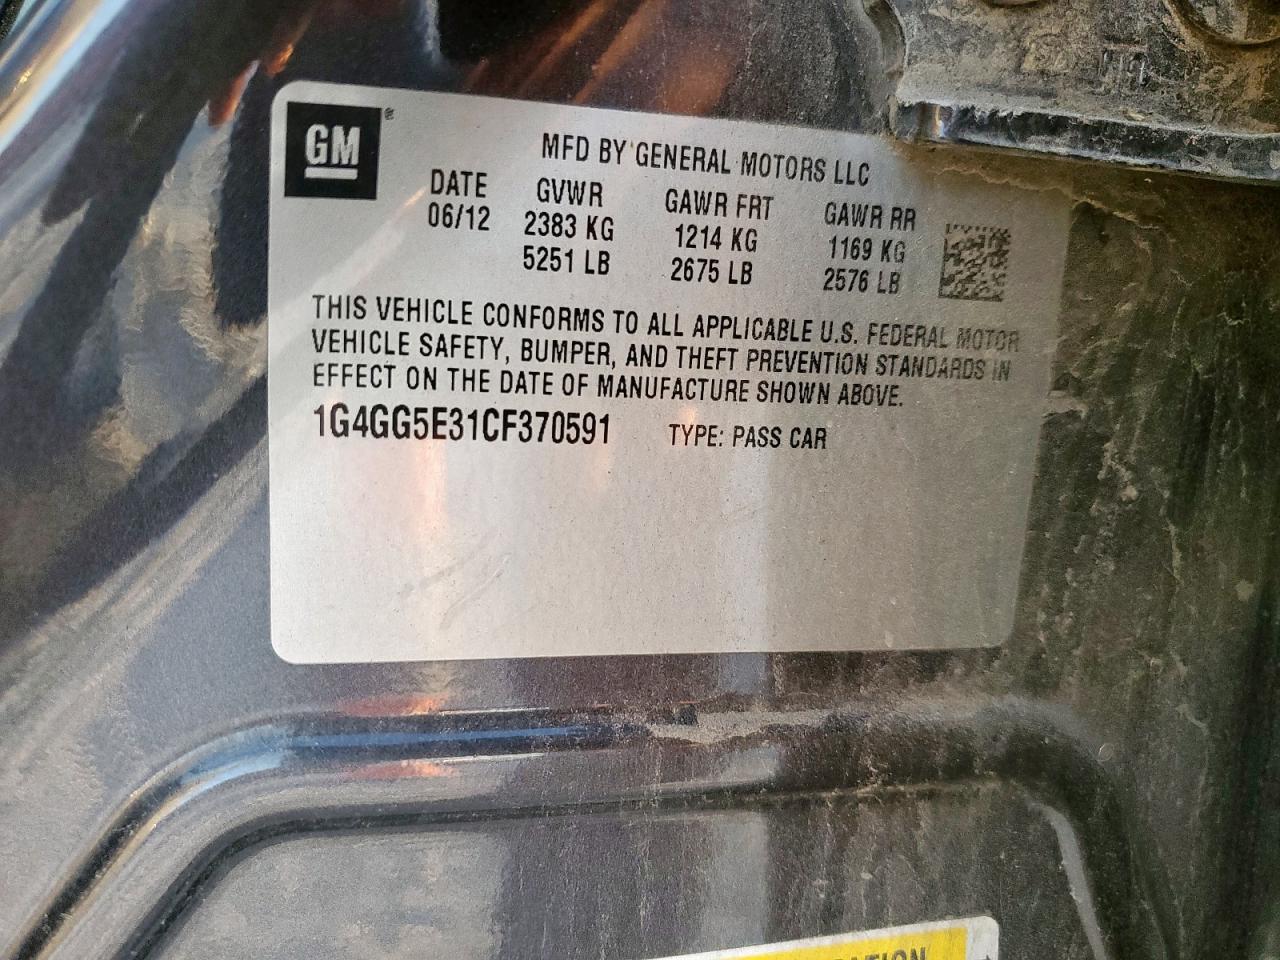 GM
MFD BY GENERAL MOTORS LLC
DATE GVWR GAWR FRT GAWR RR
06/12 2383 KG 1214 KG 1169 KG
5251 LB 2675 LB 2576 LB
THIS VEHICLE CONFORMS TO ALL APPLICABLE U.S. FEDERAL MOTOR
VEHICLE SAFETY, BUMPER, AND THEFT PREVENTION STANDARDS IN
EFFECT ON THE DATE OF MANUFACTURE SHOWN ABOVE.
1G4GG5E31CF370591 TYPE: PASS CAR